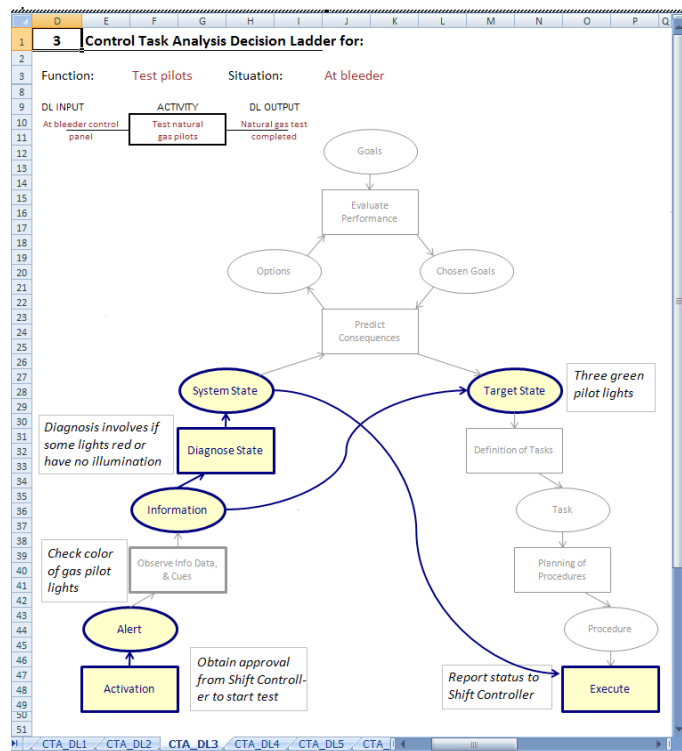 D E F G H I J K L M N O P Q
1 3 Control Task Analysis Decision Ladder for:
2
3 Function: Test pilots Situation: At bleeder
8
9 DL INPUT ACTIVITY DL OUTPUT
10 At bleeder control Test natural Natural gas test
11 panel gas pilots completed
12 Goals
13
14
15 Evaluate
16 Performance
17
18
19
20 Options Chosen Goals
21
22
23 Predict
24 Consequences
25
26
27 Three green
28 System State Target State pilot lights
29
30 Diagnosis involves if
31 some lights red or
32 Diagnose State Definition of Tasks
33 have no illumination
34
35
36 Information Task
37
38 Check color
39 Observe Info Data, Planning of
40 of gas pilot & Cues Procedures
41 lights
42
43
44 Alert Procedure
45 Obtain approval
46 from Shift Controll-
47 er to start test Report status to
48 Activation Shift Controller Execute
49
50
51
CTA_DL1 CTA_DL2 CTA_DL3 CTA_DL4 CTA_DL5 CTA_